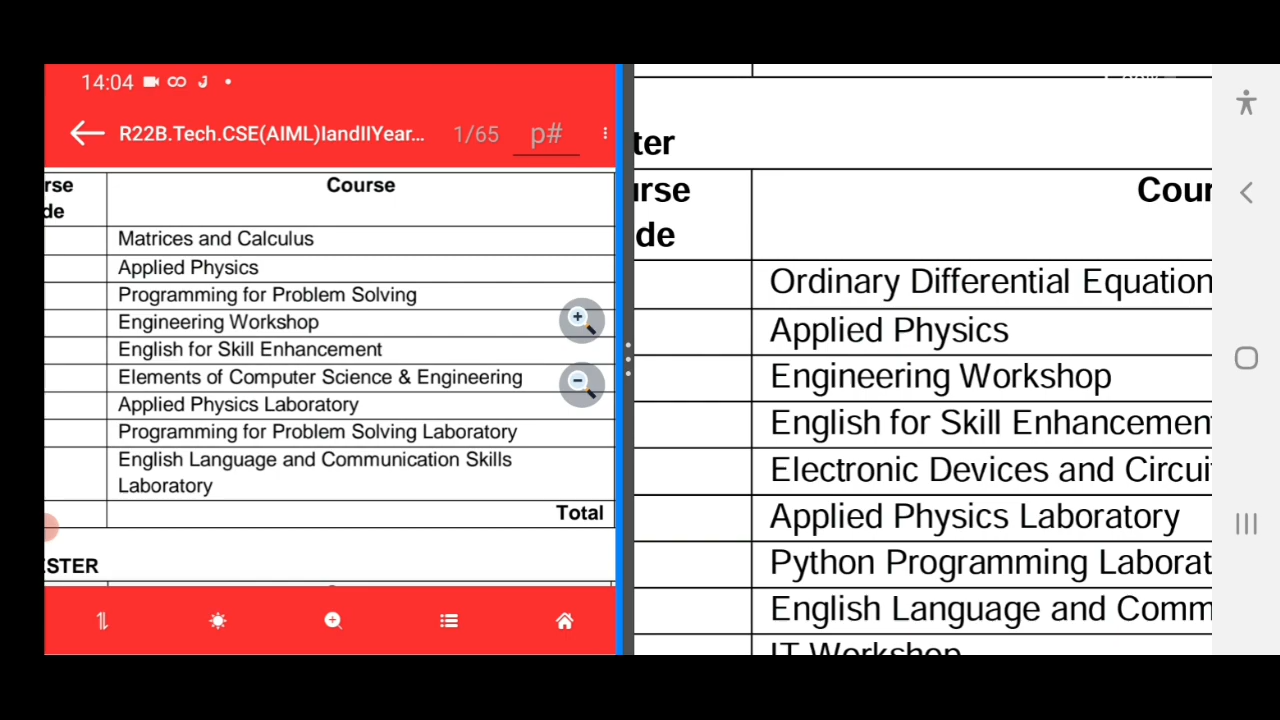 14:04
R22B.Tech.CSE(AIML)IandIIYear... 1/65 p#
rse
de
Course
Matrices and Calculus
Applied Physics
Programming for Problem Solving
Engineering Workshop
English for Skill Enhancement
Elements of Computer Science & Engineering
Applied Physics Laboratory
Programming for Problem Solving Laboratory
English Language and Communication Skills
Laboratory
Total
STER
ter
urse
de
Cour
Ordinary Differential Equation
Applied Physics
Engineering Workshop
English for Skill Enhancemen
Electronic Devices and Circui
Applied Physics Laboratory
Python Programming Laborat
English Language and Comm
IT Workshop